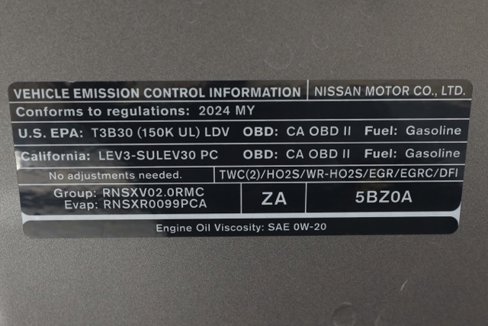 VEHICLE EMISSION CONTROL INFORMATION NISSAN MOTOR CO., LTD.
Conforms to regulations: 2024 MY
U.S. EPA: T3B30 (150K UL) LDV OBD: CA OBD II Fuel: Gasoline
California: LEV3-SULEV30 PC OBD: CA OBD II Fuel: Gasoline
No adjustments needed. TWC(2)/HO2S/WR-HO2S/EGR/EGRC/DFI
Group: RNSXV02.0RMC
Evap: RNSXR0099PCA ZA 5BZ0A
Engine Oil Viscosity: SAE 0W-20